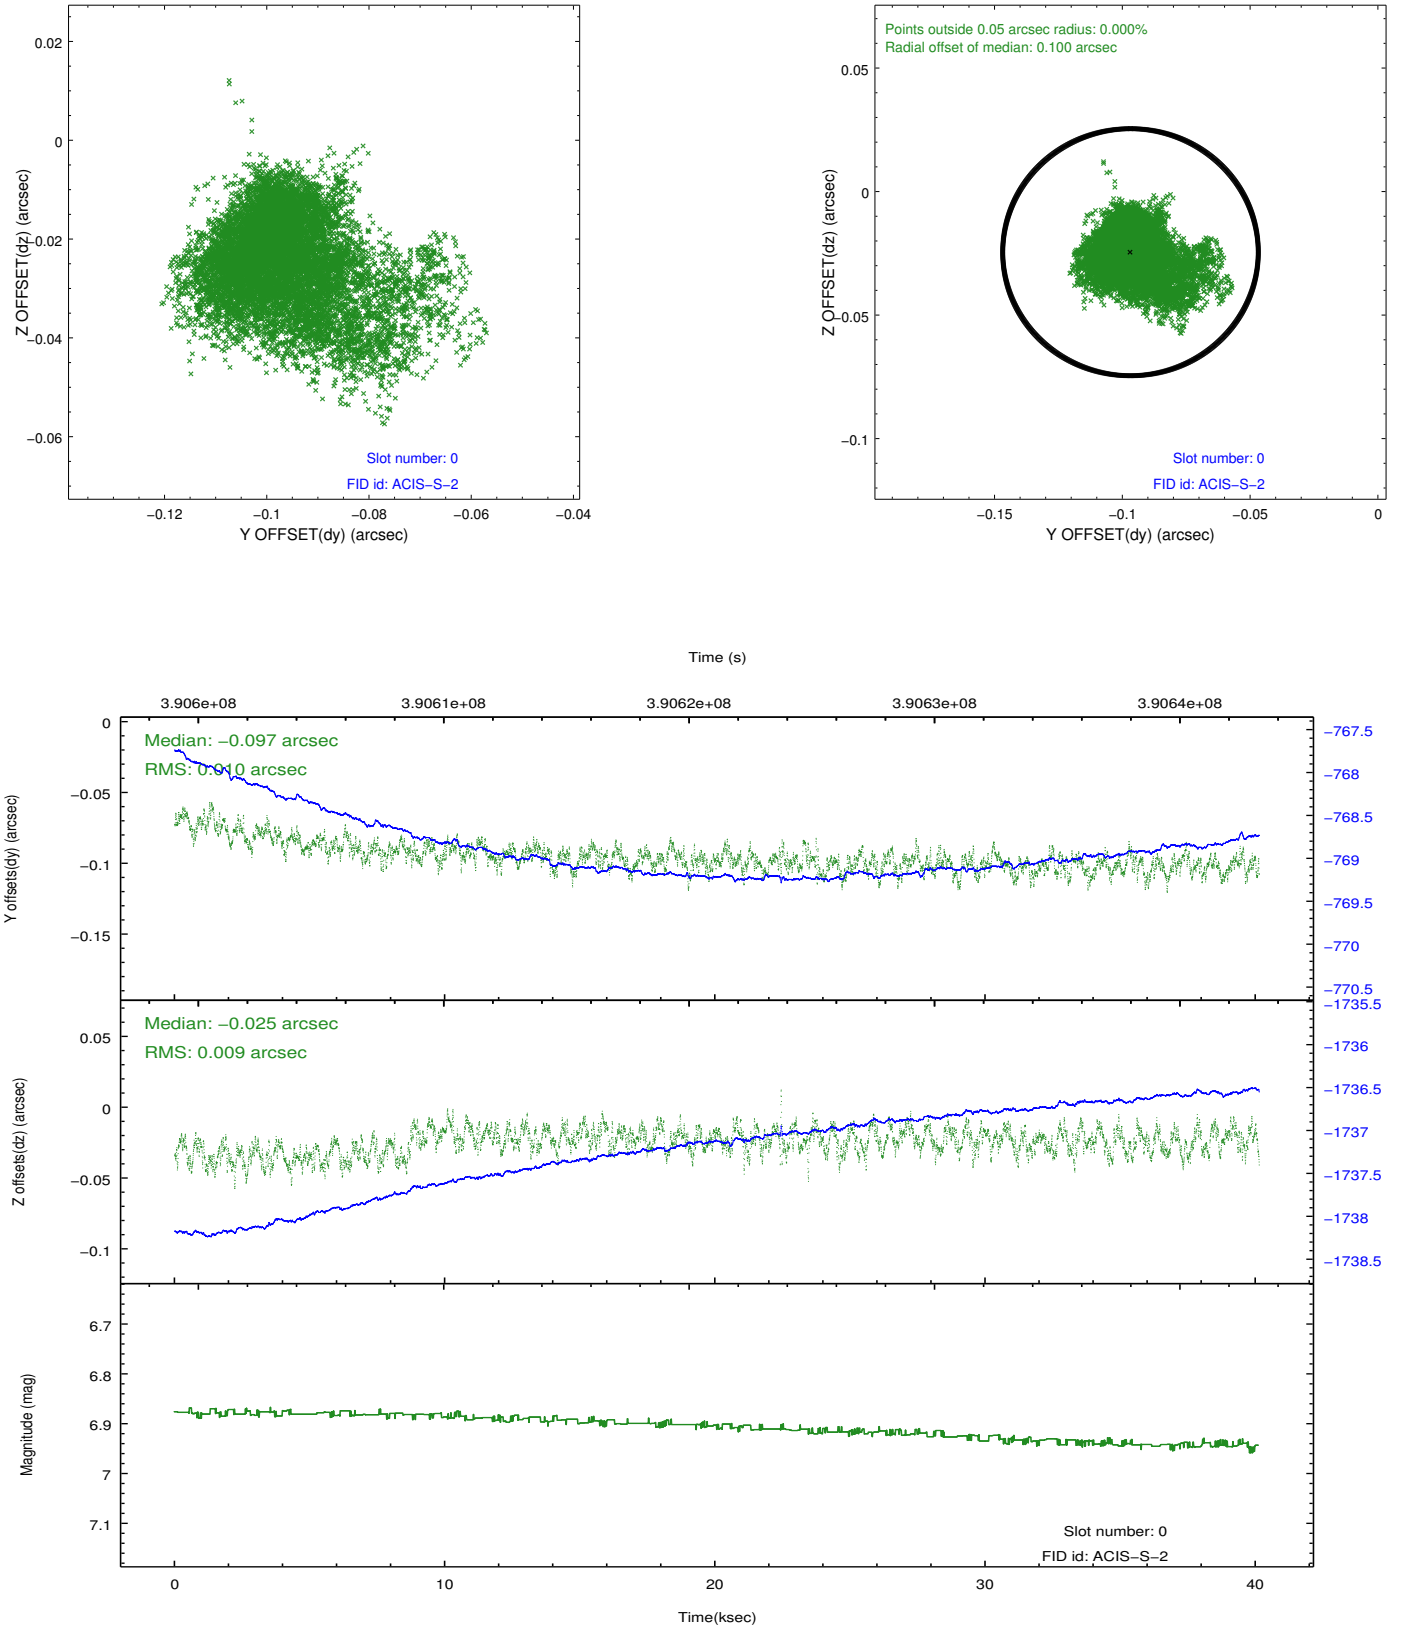 0.02
0
−0.02
−0.04
−0.06
Z OFFSET(dz) (arcsec)
Slot number: 0
FID id: ACIS−S−2
−0.12
−0.1
−0.08
−0.06
−0.04
Y OFFSET(dy) (arcsec)
Points outside 0.05 arcsec radius: 0.000%
Radial offset of median: 0.100 arcsec
0.05
0
−0.05
−0.1
Z OFFSET(dz) (arcsec)
Slot number: 0
FID id: ACIS−S−2
−0.15
−0.1
−0.05
0
Y OFFSET(dy) (arcsec)
Time (s)
3.906e+08
3.9061e+08
3.9062e+08
3.9063e+08
3.9064e+08
Median: −0.097 arcsec
RMS: 0.010 arcsec
0
−0.05
−0.1
−0.15
Y offsets(dy) (arcsec)
−767.5
−768
−768.5
−769
−769.5
−770
−770.5
Median: −0.025 arcsec
RMS: 0.009 arcsec
0.05
0
−0.05
−0.1
Z offsets(dz) (arcsec)
−1735.5
−1736
−1736.5
−1737
−1737.5
−1738
−1738.5
6.7
6.8
6.9
7
7.1
Magnitude (mag)
Slot number: 0
FID id: ACIS−S−2
0
10
20
30
40
Time(ksec)